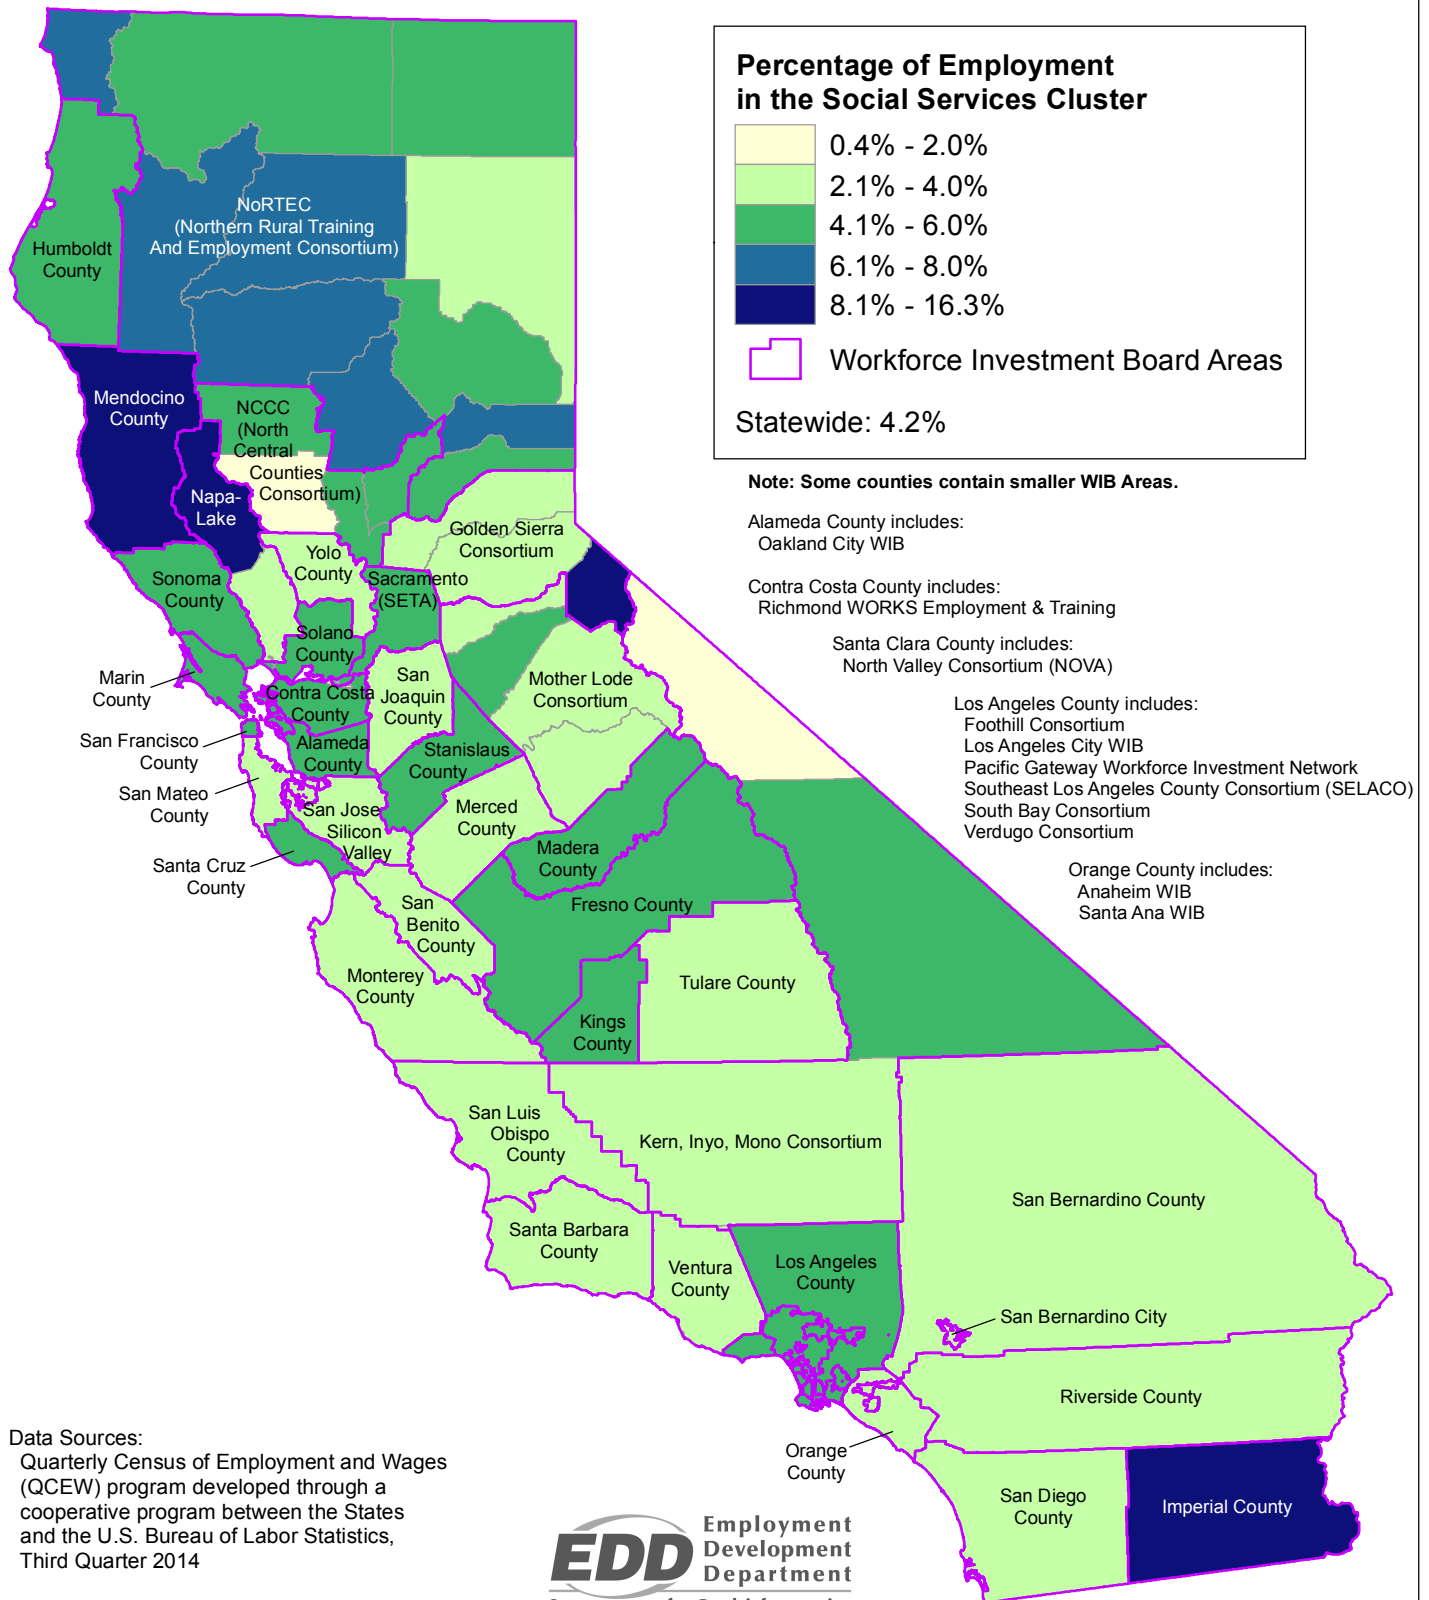 Percentage of Employment
in the Social Services Cluster
0.4% - 2.0%
2.1% - 4.0%
4.1% - 6.0%
6.1% - 8.0%
8.1% - 16.3%
Workforce Investment Board Areas
Statewide: 4.2%
Note: Some counties contain smaller WIB Areas.
Alameda County includes:
Oakland City WIB
Contra Costa County includes:
Richmond WORKS Employment & Training
Santa Clara County includes:
North Valley Consortium (NOVA)
Los Angeles County includes:
Foothill Consortium
Los Angeles City WIB
Pacific Gateway Workforce Investment Network
Southeast Los Angeles County Consortium (SELACO)
South Bay Consortium
Verdugo Consortium
Orange County includes:
Anaheim WIB
Santa Ana WIB
NoRTEC
(Northern Rural Training
And Employment Consortium)
Humboldt
County
Mendocino
County
NCCC
(North
Central
Counties
Consortium)
Napa-
Lake
Golden Sierra
Consortium
Yolo
County
Sonoma
County
Sacramento
(SETA)
Solano
County
Marin
County
San
Joaquin
County
Mother Lode
Consortium
Contra Costa
County
San Francisco
County
Alameda
County
Stanislaus
County
San Mateo
County
San Jose
Silicon
Valley
Merced
County
Santa Cruz
County
Madera
County
San
Benito
County
Fresno County
Monterey
County
Tulare County
Kings
County
San Luis
Obispo
County
Kern, Inyo, Mono Consortium
San Bernardino County
Santa Barbara
County
Ventura
County
Los Angeles
County
San Bernardino City
Riverside County
Orange
County
San Diego
County
Imperial County
Data Sources:
Quarterly Census of Employment and Wages
(QCEW) program developed through a
cooperative program between the States
and the U.S. Bureau of Labor Statistics,
Third Quarter 2014
EDD
Employment
Development
Department